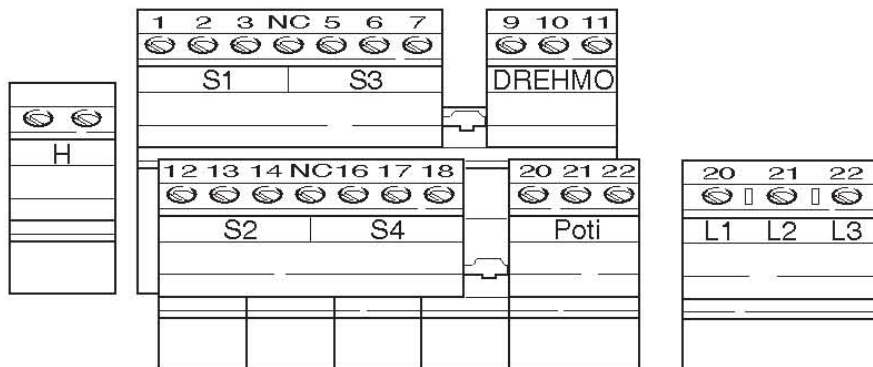 1 2 3 NC 5 6 7
9 10 11
S1 S3
DREHMO
H
12 13 14 NC 16 17 18
20 21 22
20 21 22
S2 S4
Poti
L1 L2 L3